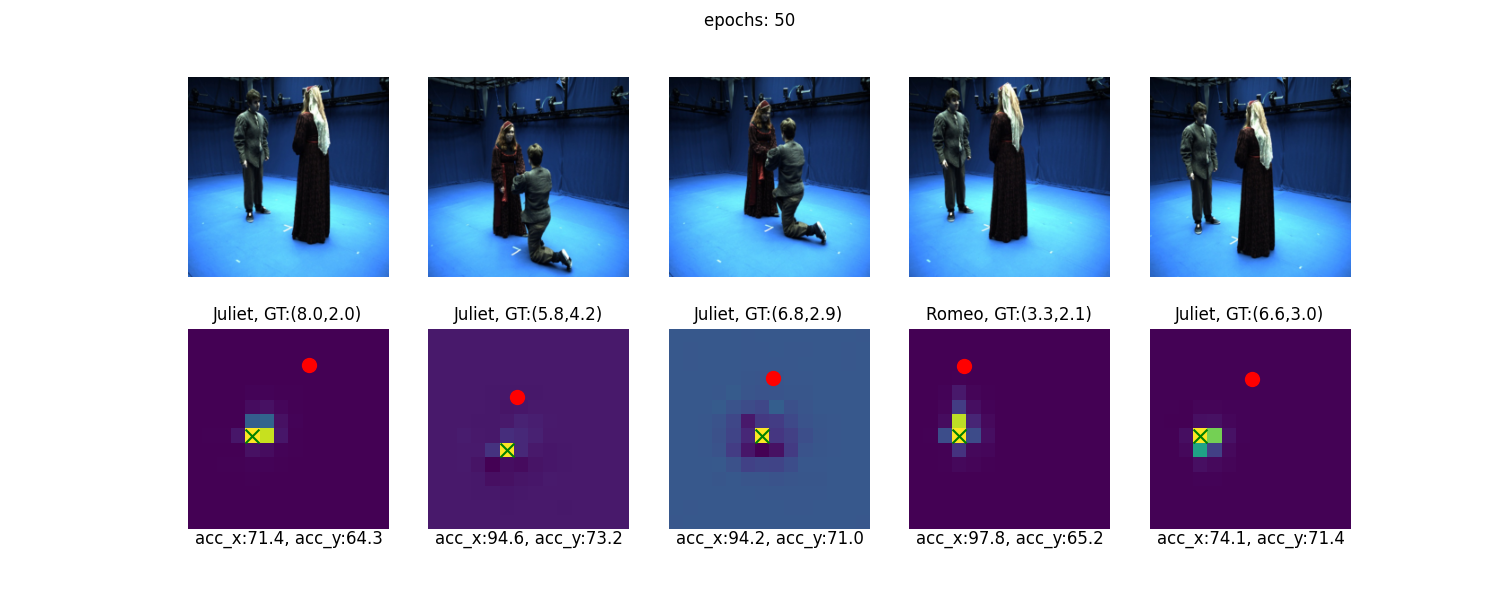 epochs: 50
Juliet, GT:(8.0,2.0)
Juliet, GT:(5.8,4.2)
Juliet, GT:(6.8,2.9)
Romeo, GT:(3.3,2.1)
Juliet, GT:(6.6,3.0)
acc_x:71.4, acc_y:64.3
acc_x:94.6, acc_y:73.2
acc_x:94.2, acc_y:71.0
acc_x:97.8, acc_y:65.2
acc_x:74.1, acc_y:71.4